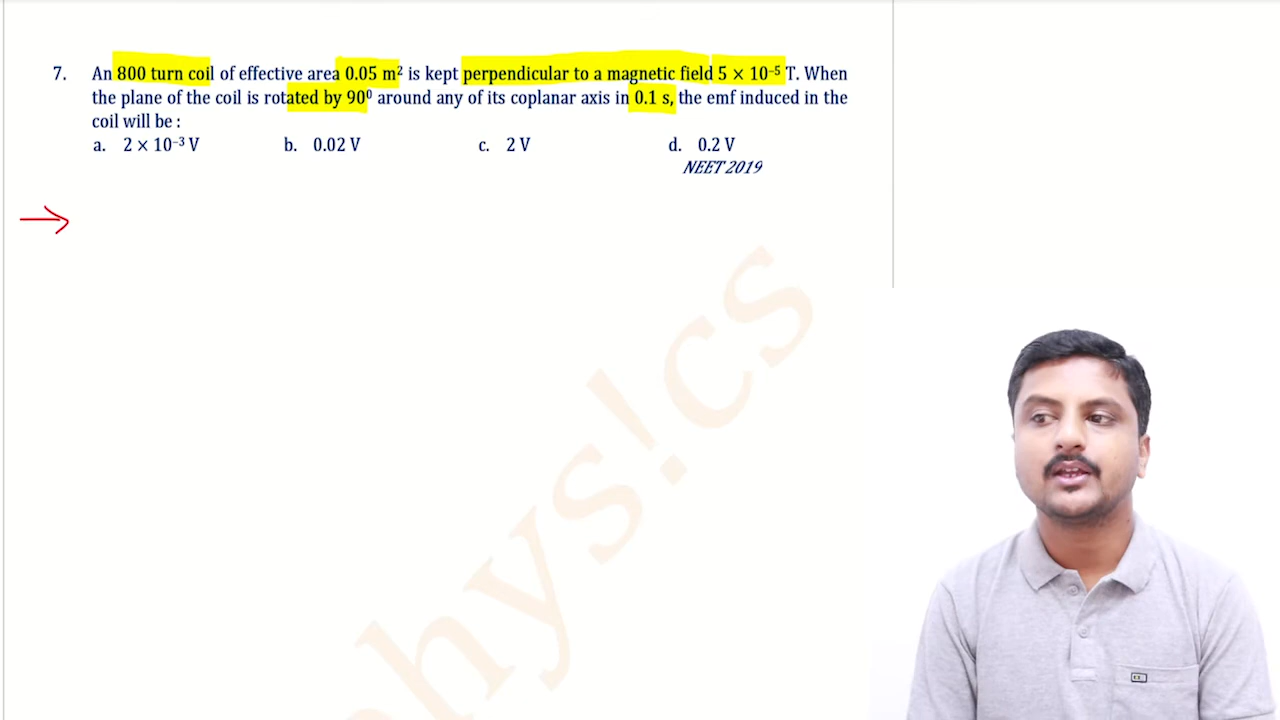 7. An 800 turn coil of effective area 0.05 m² is kept perpendicular to a magnetic field 5 × 10⁻⁵ T. When
the plane of the coil is rotated by 90⁰ around any of its coplanar axis in 0.1 s, the emf induced in the
coil will be :
a. 2 × 10⁻³ V b. 0.02 V c. 2 V d. 0.2 V
NEET 2019
hys!cs